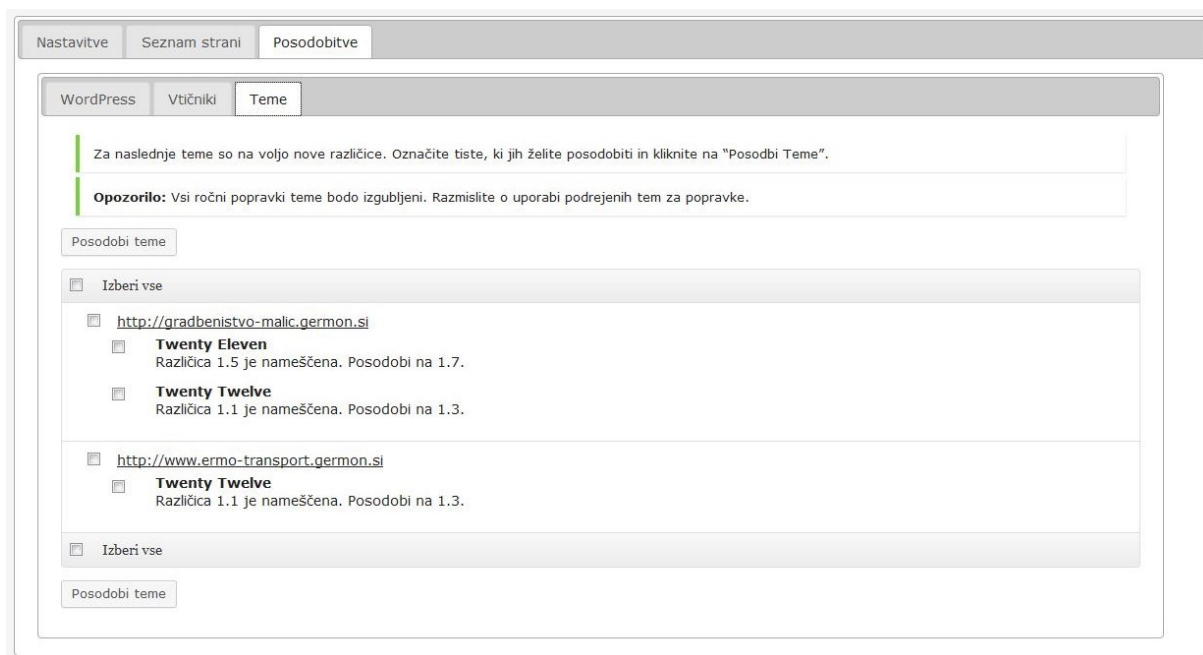 Nastavitve Seznam strani Posodobitve
WordPress Vtičniki Teme
Za naslednje teme so na voljo nove različice. Označite tiste, ki jih želite posodobiti in kliknite na “Posodbi Teme”.
Opozorilo: Vsi ročni popravki teme bodo izgubljeni. Razmislite o uporabi podrejenih tem za popravke.
Posodobi teme
Izberi vse
http://gradbenistvo-malic.germon.si
Twenty Eleven
Različica 1.5 je nameščena. Posodobi na 1.7.
Twenty Twelve
Različica 1.1 je nameščena. Posodobi na 1.3.
http://www.ermo-transport.germon.si
Twenty Twelve
Različica 1.1 je nameščena. Posodobi na 1.3.
Izberi vse
Posodobi teme